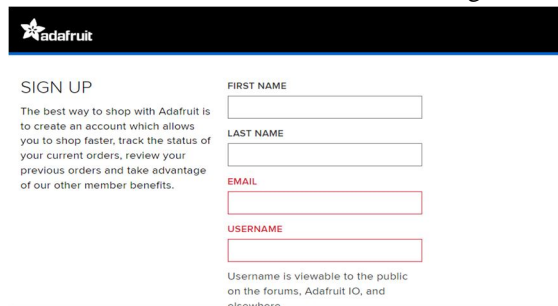 adafruit
SIGN UP
The best way to shop with Adafruit is
to create an account which allows
you to shop faster, track the status of
your current orders, review your
previous orders and take advantage
of our other member benefits.
FIRST NAME
LAST NAME
EMAIL
USERNAME
Username is viewable to the public
on the forums, Adafruit IO, and
elsewhere